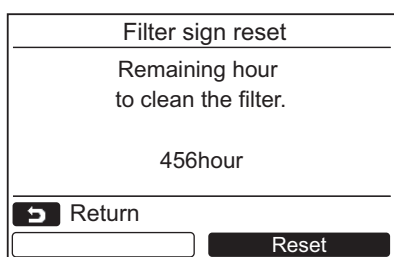 Filter sign reset
Remaining hour
to clean the filter.
456hour
Return
Reset